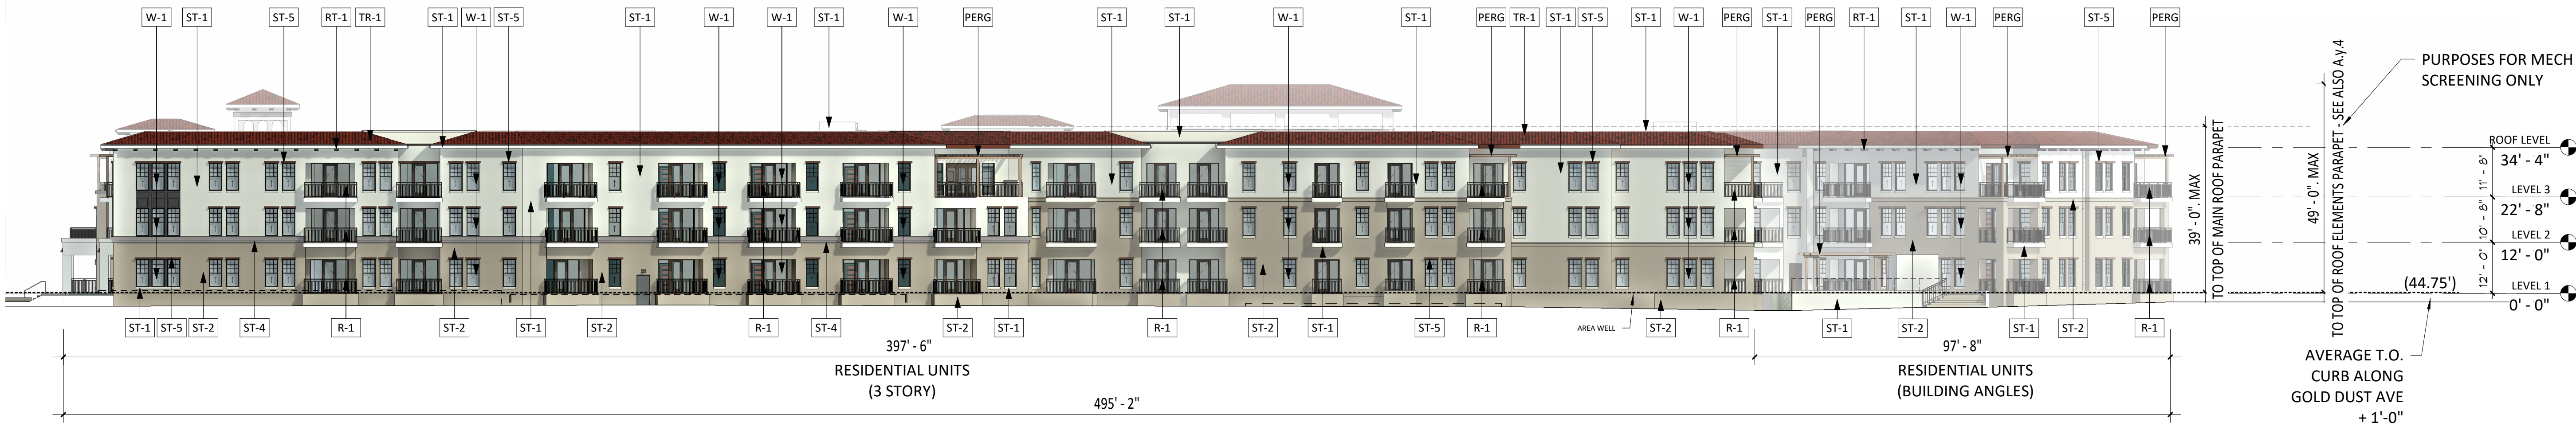 W-1 ST-1 ST-5 RT-1 TR-1 ST-1 W-1 ST-5 ST-1 W-1 W-1 ST-1 W-1 PERG ST-1 ST-1 W-1 ST-1 PERG TR-1 ST-1 ST-5 ST-1 W-1 PERG ST-1 PERG RT-1 ST-1 W-1 PERG ST-5 PERG
PURPOSES FOR MECH
SCREENING ONLY
39' - 0". MAX
TO TOP OF MAIN ROOF PARAPET
49' - 0". MAX
TO TOP OF ROOF ELEMENTS PARAPET - SEE ALSO A.y.4
ROOF LEVEL
34' - 4"
11' - 8"
LEVEL 3
22' - 8"
10' - 8"
LEVEL 2
12' - 0"
12' - 0"
LEVEL 1
0' - 0"
(44.75')
ST-1 ST-5 ST-2 ST-4 R-1 ST-2 ST-1 ST-2 R-1 ST-4 ST-2 ST-1 R-1 ST-2 ST-1 ST-5 R-1 AREA WELL ST-2 R-1 ST-1 ST-2 ST-1 ST-2 R-1
397' - 6"
RESIDENTIAL UNITS
(3 STORY)
97' - 8"
RESIDENTIAL UNITS
(BUILDING ANGLES)
495' - 2"
AVERAGE T.O.
CURB ALONG
GOLD DUST AVE
+ 1'-0"